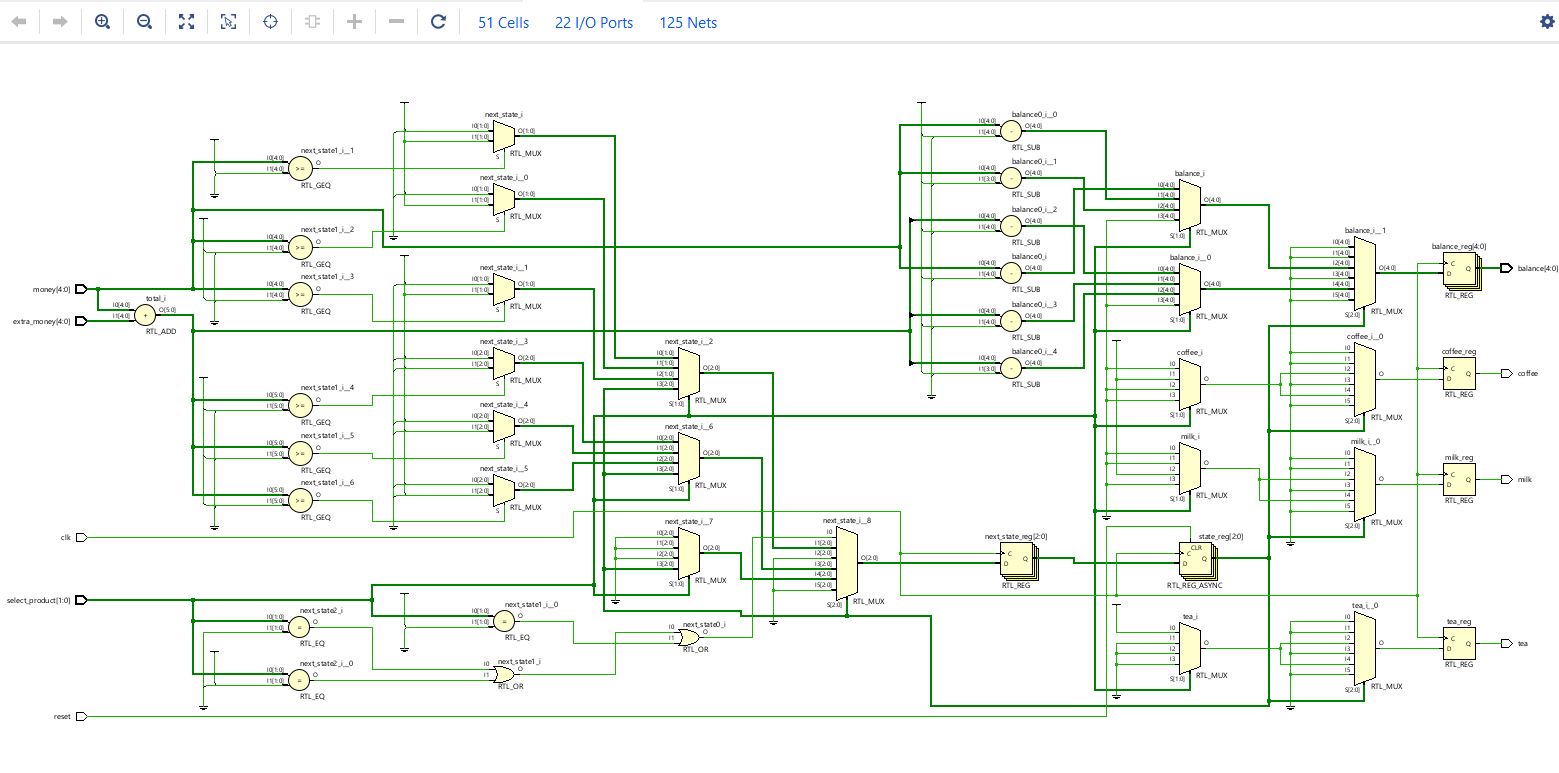 51 Cells 22 I/O Ports 125 Nets
next_state1_i__1
I0[4:0]
I1[4:0]
>=
O
RTL_GEQ
next_state1_i__2
I0[4:0]
I1[4:0]
>=
O
RTL_GEQ
next_state1_i__3
I0[4:0]
I1[4:0]
>=
O
RTL_GEQ
money[4:0]
extra_money[4:0]
total_i
I0[4:0]
I1[4:0]
+
O[5:0]
RTL_ADD
next_state1_i__4
I0[5:0]
I1[5:0]
>=
O
RTL_GEQ
next_state1_i__5
I0[5:0]
I1[5:0]
>=
O
RTL_GEQ
next_state1_i__6
I0[5:0]
I1[5:0]
>=
O
RTL_GEQ
clk
select_product[1:0]
next_state2_i
I0[1:0]
I1[1:0]
=
O
RTL_EQ
next_state2_i__0
I0[1:0]
I1[1:0]
=
O
RTL_EQ
reset
next_state_i
I0[1:0]
I1[1:0]
S
O[1:0]
RTL_MUX
next_state_i__0
I0[1:0]
I1[1:0]
S
O[1:0]
RTL_MUX
next_state_i__1
I0[1:0]
I1[1:0]
S
O[1:0]
RTL_MUX
next_state_i__3
I0[2:0]
I1[2:0]
S
O[2:0]
RTL_MUX
next_state_i__4
I0[2:0]
I1[2:0]
S
O[2:0]
RTL_MUX
next_state_i__5
I0[2:0]
I1[2:0]
S
O[2:0]
RTL_MUX
next_state1_i__0
I0[1:0]
I1[1:0]
=
O
RTL_EQ
next_state1_i
I0
I1
O
RTL_OR
next_state_i__2
I0[1:0]
I1[1:0]
I2[1:0]
I3[2:0]
S[1:0]
O[2:0]
RTL_MUX
next_state_i__6
I0[2:0]
I1[2:0]
I2[2:0]
I3[2:0]
S[1:0]
O[2:0]
RTL_MUX
next_state_i__7
I0[2:0]
I1[2:0]
I2[2:0]
I3[2:0]
S[1:0]
O[2:0]
RTL_MUX
next_state0_i
I0
I1
O
RTL_OR
next_state_i__8
I0
I1[2:0]
I2[2:0]
I3[2:0]
I4[2:0]
I5[2:0]
S[2:0]
O[2:0]
RTL_MUX
balance0_i__0
I0[4:0]
I1[4:0]
-
O[4:0]
RTL_SUB
balance0_i__1
I0[4:0]
I1[3:0]
-
O[4:0]
RTL_SUB
balance0_i__2
I0[4:0]
I1[4:0]
-
O[4:0]
RTL_SUB
balance0_i
I0[4:0]
I1[4:0]
-
O[4:0]
RTL_SUB
balance0_i__3
I0[4:0]
I1[4:0]
-
O[4:0]
RTL_SUB
balance0_i__4
I0[4:0]
I1[3:0]
-
O[4:0]
RTL_SUB
next_state_reg[2:0]
C
D
Q
RTL_REG
balance_i
I0[4:0]
I1[4:0]
I2[4:0]
I3[4:0]
S[1:0]
O[4:0]
RTL_MUX
balance_i__0
I0[4:0]
I1[4:0]
I2[4:0]
I3[4:0]
S[1:0]
O[4:0]
RTL_MUX
coffee_i
I0
I1
I2
I3
S[1:0]
O
RTL_MUX
milk_i
I0
I1
I2
I3
S[1:0]
O
RTL_MUX
state_reg[2:0]
CLR
C
D
Q
RTL_REG_ASYNC
tea_i
I0
I1
I2
I3
S[1:0]
O
RTL_MUX
balance_i__1
I0[4:0]
I1[4:0]
I2[4:0]
I3[4:0]
I4[4:0]
I5[4:0]
S[2:0]
O[4:0]
RTL_MUX
coffee_i__0
I0
I1
I2
I3
I4
I5
S[2:0]
O
RTL_MUX
milk_i__0
I0
I1
I2
I3
I4
I5
S[2:0]
O
RTL_MUX
tea_i__0
I0
I1
I2
I3
I4
I5
S[2:0]
O
RTL_MUX
balance_reg[4:0]
C
D
Q
RTL_REG
balance[4:0]
coffee_reg
C
D
Q
RTL_REG
coffee
milk_reg
C
D
Q
RTL_REG
milk
tea_reg
C
D
Q
RTL_REG
tea